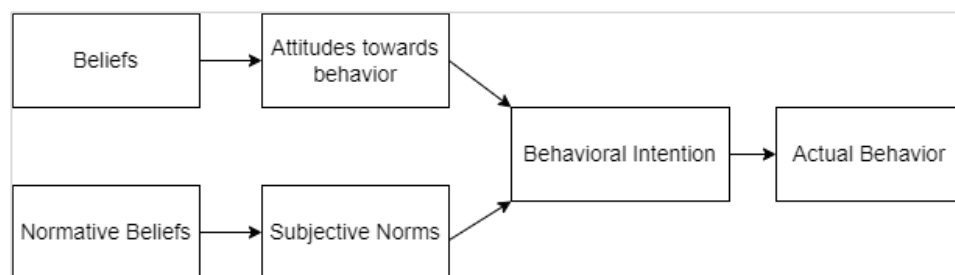 Beliefs
Attitudes towards
behavior
Behavioral Intention
Actual Behavior
Normative Beliefs
Subjective Norms